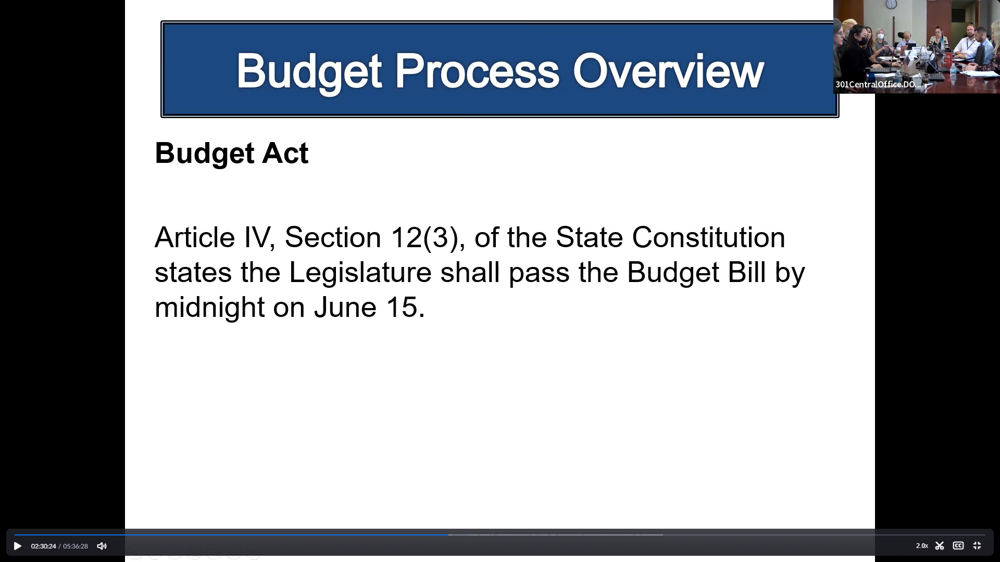 Budget Process Overview
301CentralOffice.DO...
Budget Act
Article IV, Section 12(3), of the State Constitution
states the Legislature shall pass the Budget Bill by
midnight on June 15.
02:30:24 / 05:36:28
2.0x
CC